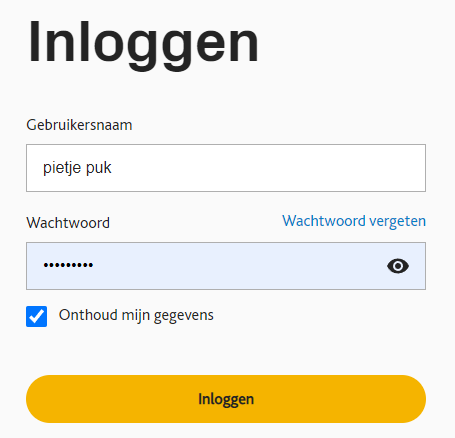 Inloggen
Gebruikersnaam
pietje puk
Wachtwoord Wachtwoord vergeten
•••••••••
Onthoud mijn gegevens
Inloggen